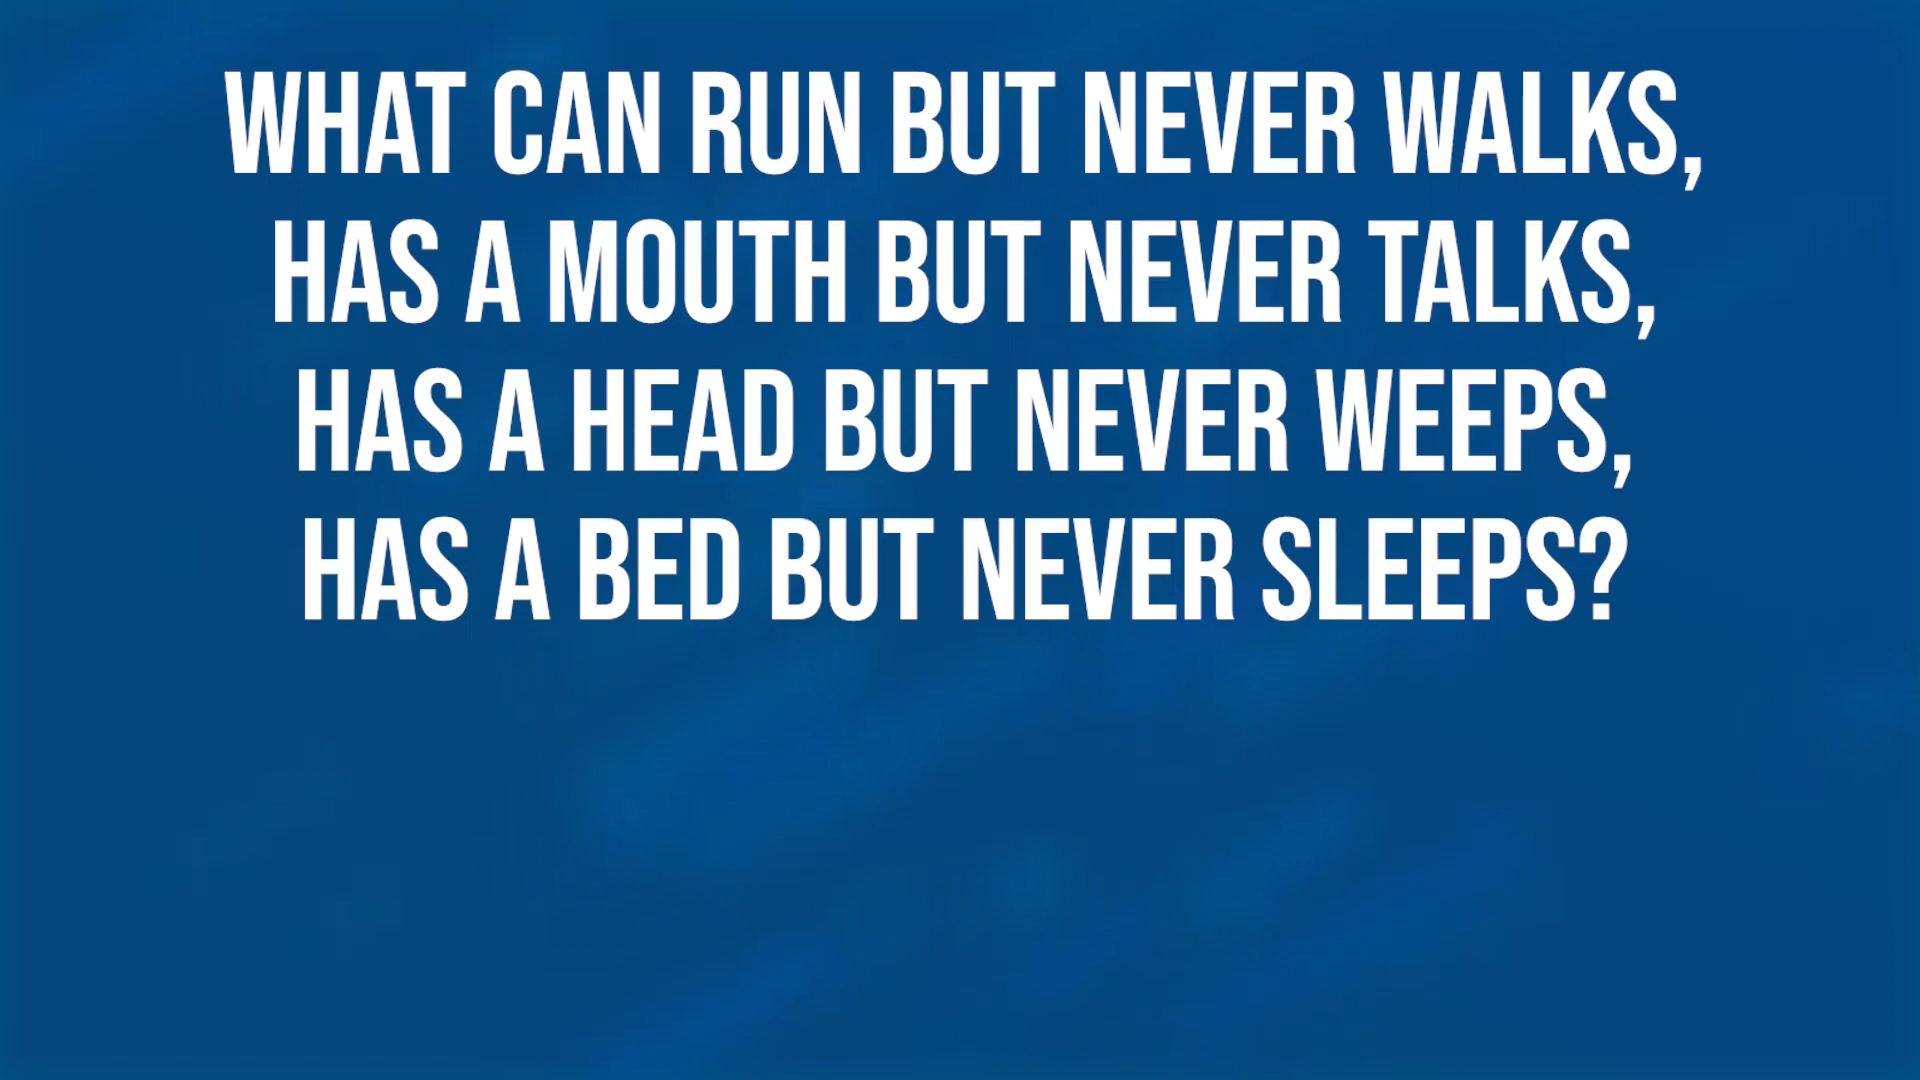 WHAT CAN RUN BUT NEVER WALKS,
HAS A MOUTH BUT NEVER TALKS,
HAS A HEAD BUT NEVER WEEPS,
HAS A BED BUT NEVER SLEEPS?